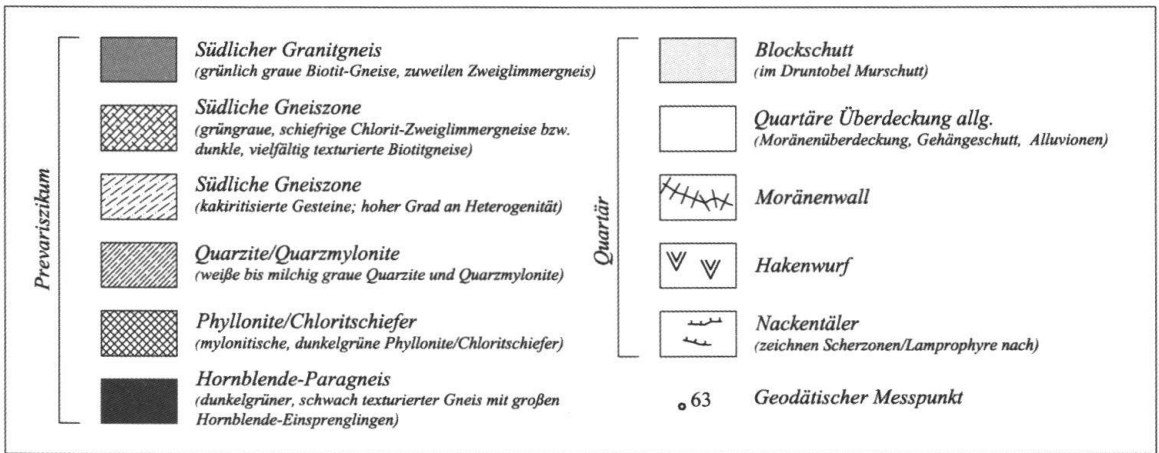 Prevariszikum
Südlicher Granitgneis
(grünlich graue Biotit-Gneise, zuweilen Zweiglimmergneis)
Südliche Gneiszone
(grüngraue, schiefrige Chlorit-Zweiglimmergneise bzw.
dunkle, vielfältig texturierte Biotitgneise)
Südliche Gneiszone
(kakiritisierte Gesteine; hoher Grad an Heterogenität)
Quarzite/Quarzmylonite
(weiße bis milchig graue Quarzite und Quarzmylonite)
Phyllonite/Chloritschiefer
(mylonitische, dunkelgrüne Phyllonite/Chloritschiefer)
Hornblende-Paragneis
(dunkelgrüner, schwach texturierter Gneis mit großen
Hornblende-Einsprenglingen)
Quartär
Blockschutt
(im Druntobel Murschutt)
Quartäre Überdeckung allg.
(Moränenüberdeckung, Gehängeschutt, Alluvionen)
Moränenwall
Hakenwurf
Nackentäler
(zeichnen Scherzonen/Lamprophyre nach)
63 Geodätischer Messpunkt